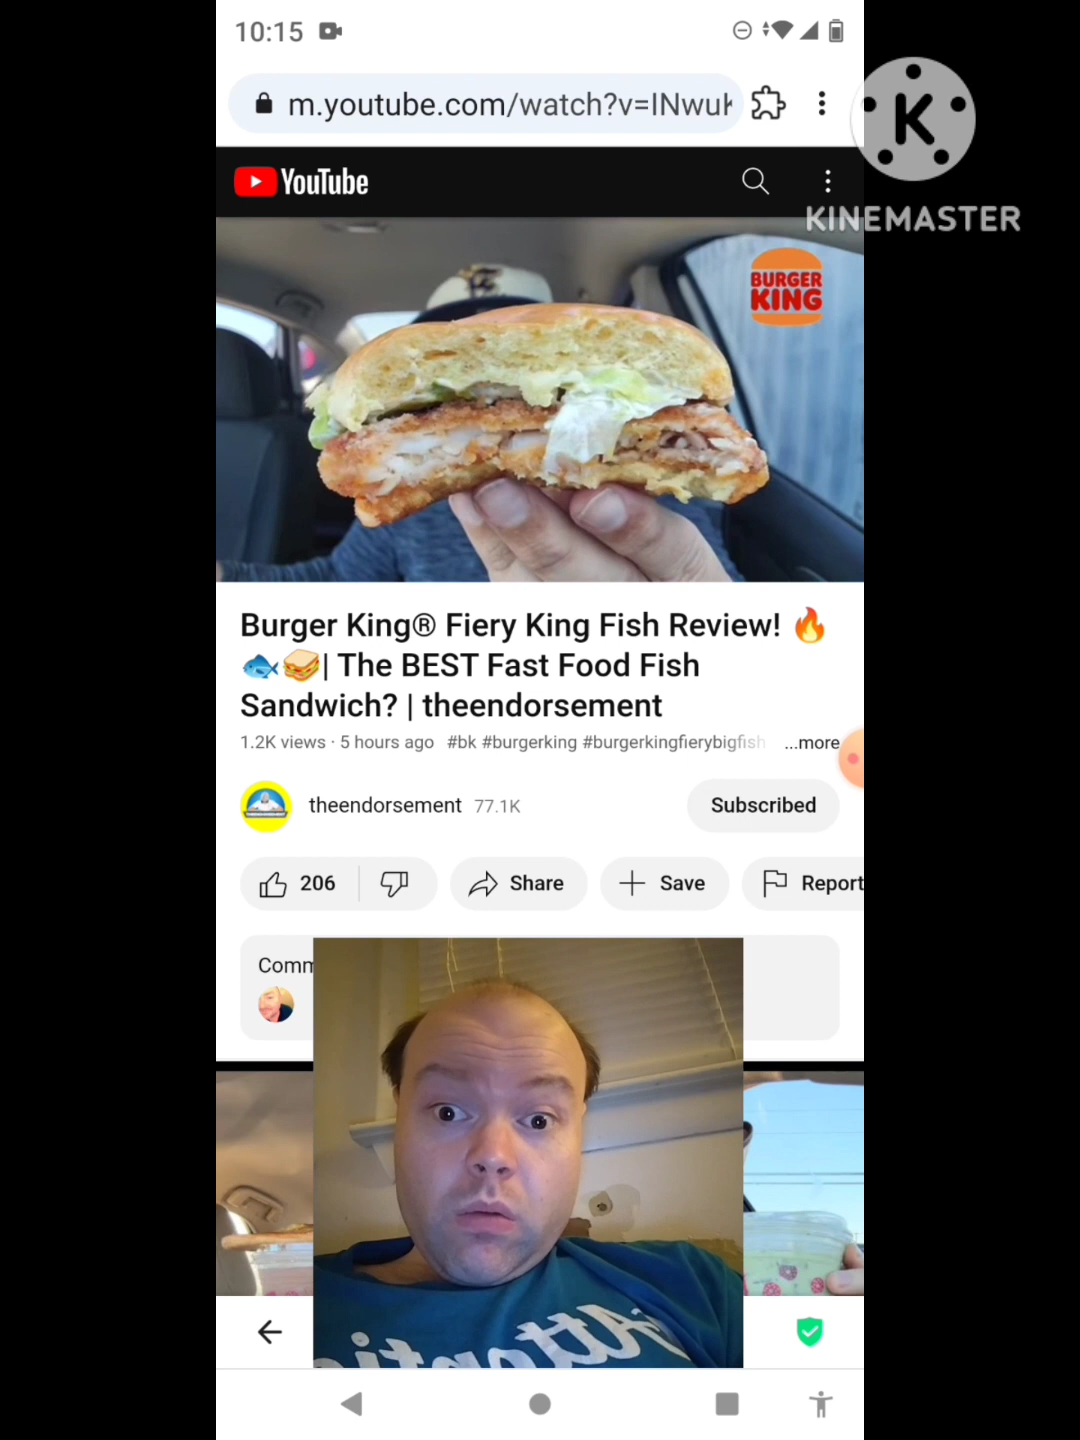 10:15
m.youtube.com/watch?v=INwuk
K
KINEMASTER
YouTube
BURGER
KING
Burger King® Fiery King Fish Review! 🔥
🐟🥪| The BEST Fast Food Fish
Sandwich? | theendorsement
1.2K views · 5 hours ago #bk #burgerking #burgerkingfierybigfish ...more
theendorsement 77.1K Subscribed
206 Share Save Report
Comm
Atlantic